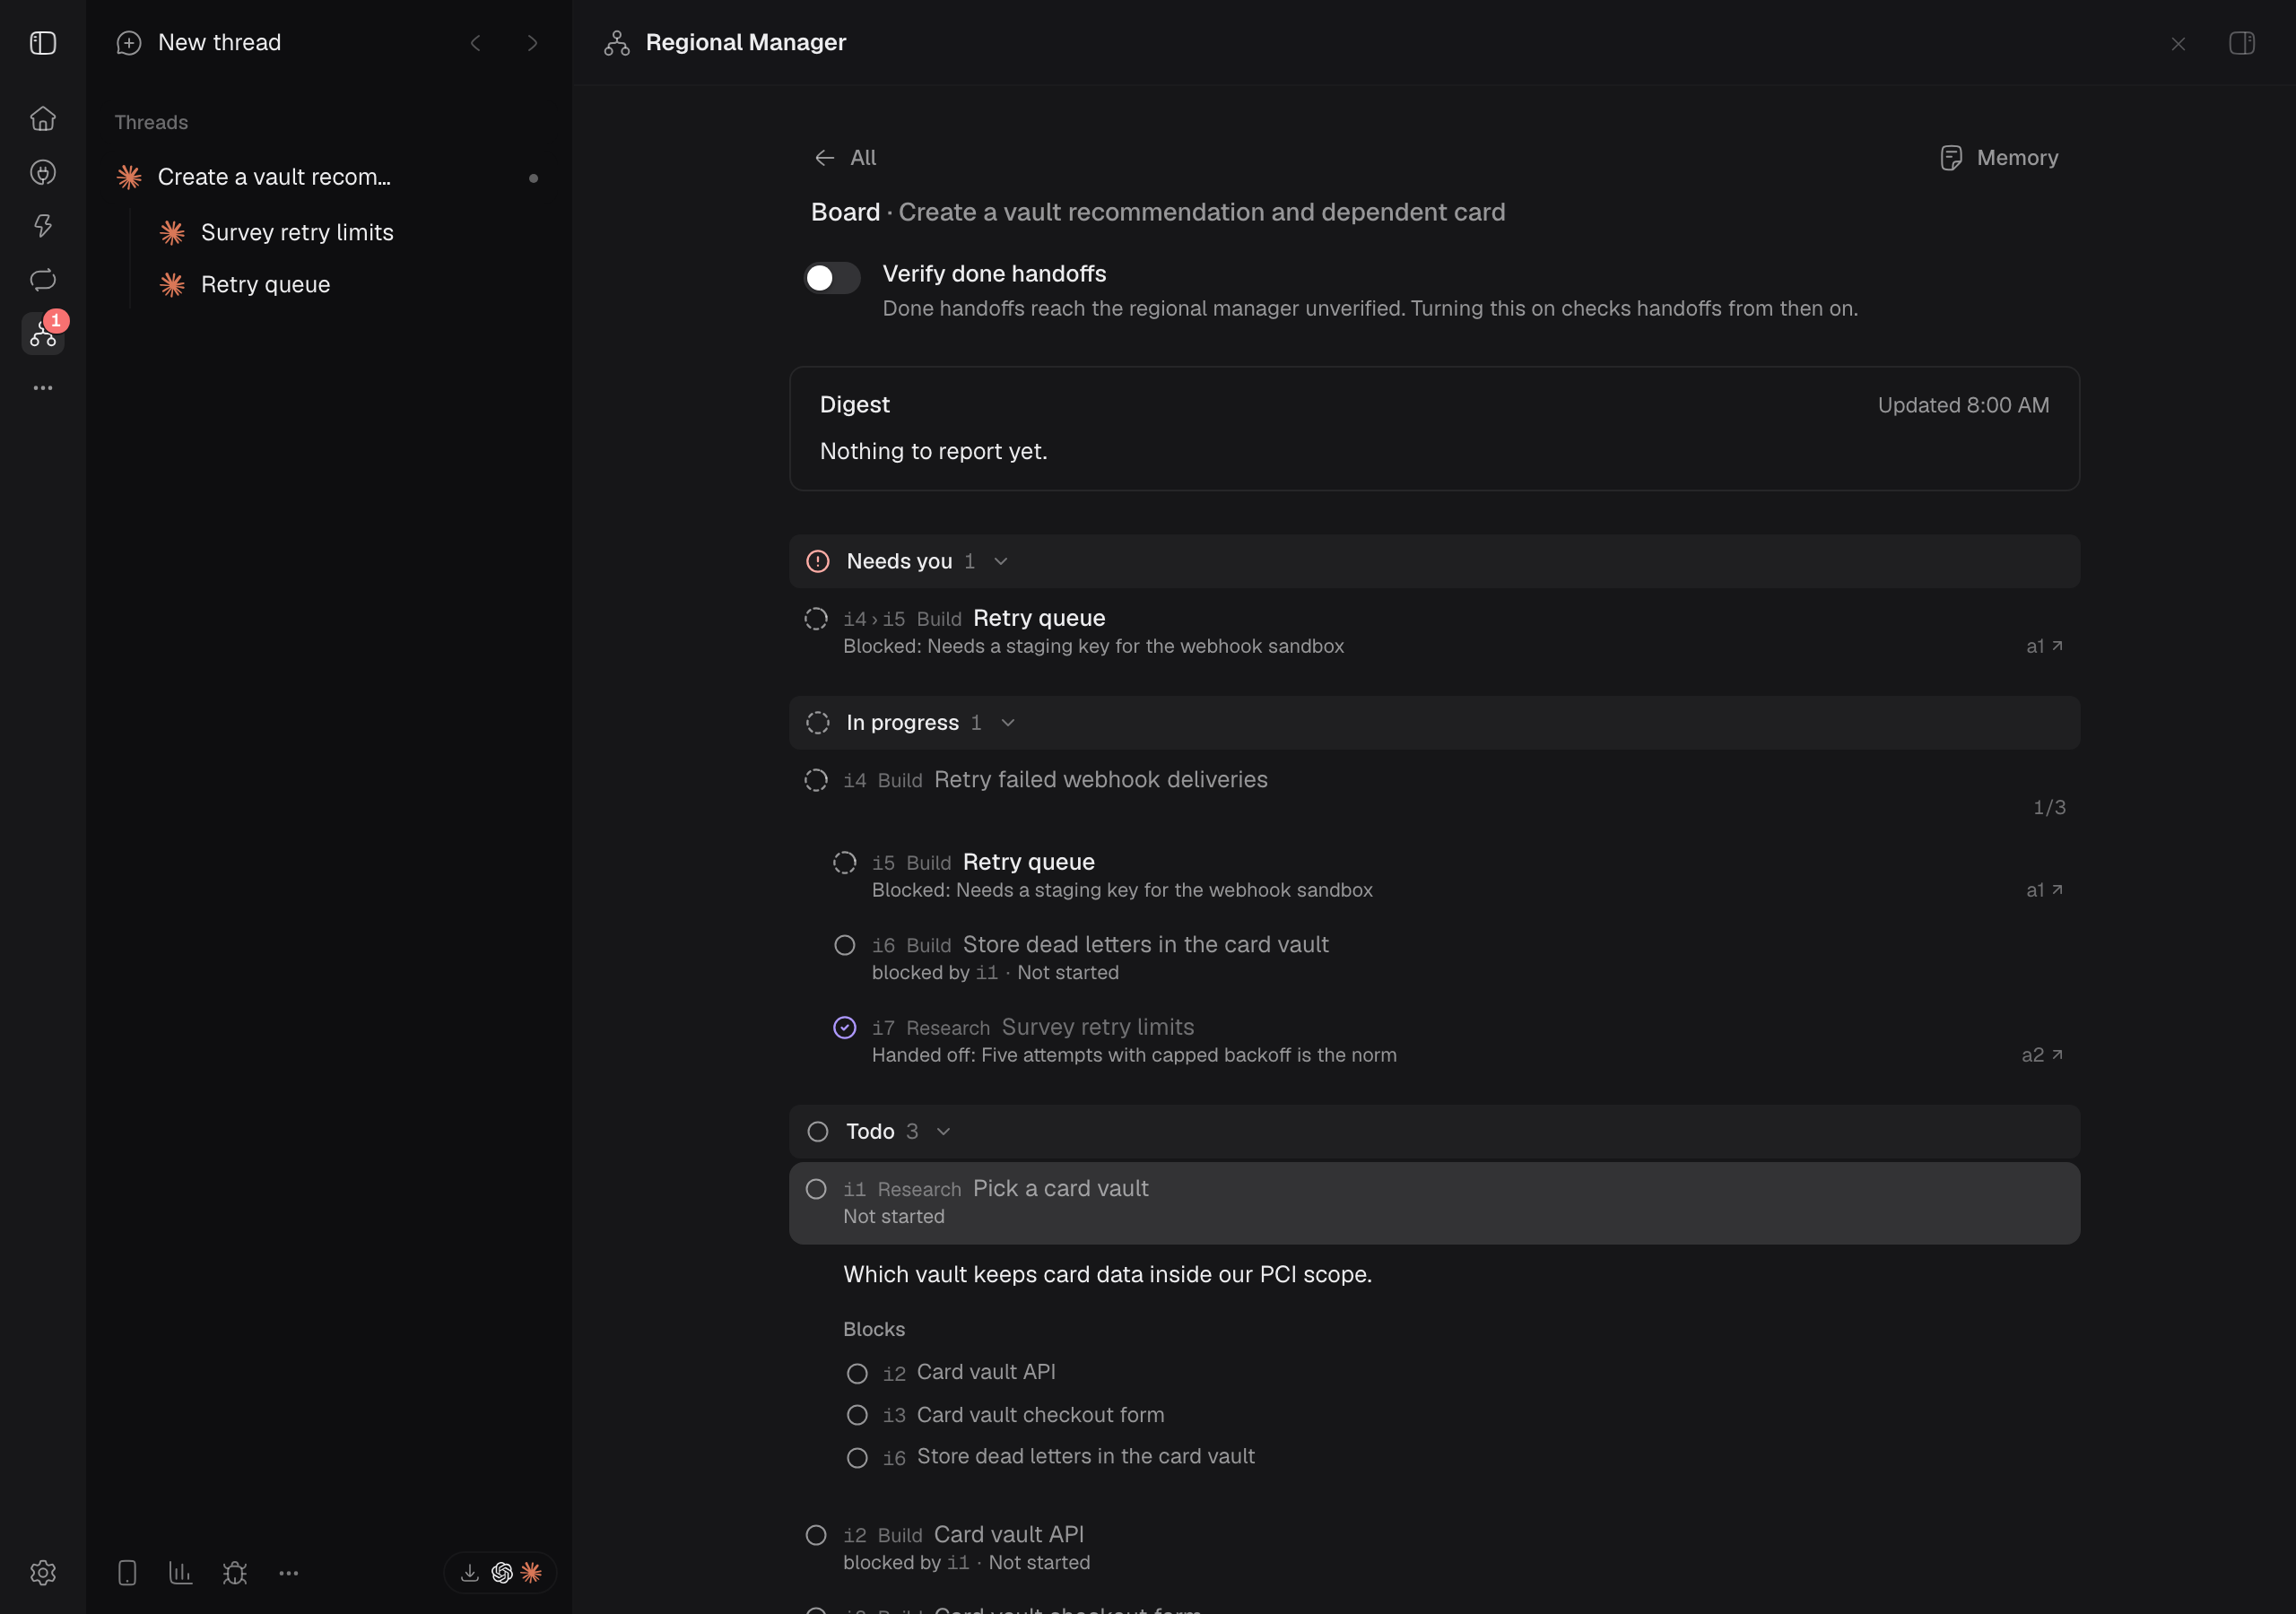 New thread
Regional Manager
Threads
Create a vault recom...
Survey retry limits
Retry queue
1
All
Memory
Board · Create a vault recommendation and dependent card
Verify done handoffs
Done handoffs reach the regional manager unverified. Turning this on checks handoffs from then on.
Digest
Updated 8:00 AM
Nothing to report yet.
Needs you 1
i4 › i5 Build Retry queue
Blocked: Needs a staging key for the webhook sandbox
a1
In progress 1
i4 Build Retry failed webhook deliveries
1/3
i5 Build Retry queue
Blocked: Needs a staging key for the webhook sandbox
a1
i6 Build Store dead letters in the card vault
blocked by i1 · Not started
i7 Research Survey retry limits
Handed off: Five attempts with capped backoff is the norm
a2
Todo 3
i1 Research Pick a card vault
Not started
Which vault keeps card data inside our PCI scope.
Blocks
i2 Card vault API
i3 Card vault checkout form
i6 Store dead letters in the card vault
i2 Build Card vault API
blocked by i1 · Not started
i3 Build Card vault checkout form